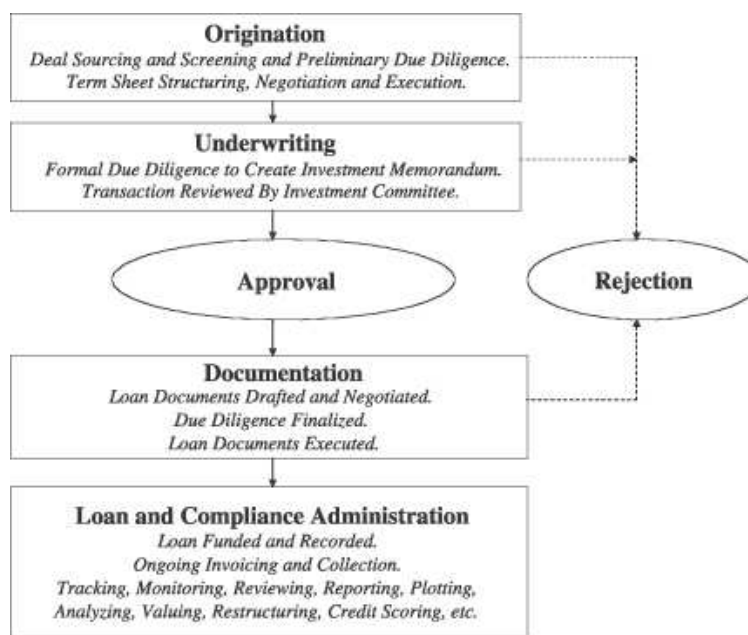 Origination
Deal Sourcing and Screening and Preliminary Due Diligence.
Term Sheet Structuring, Negotiation and Execution.
Underwriting
Formal Due Diligence to Create Investment Memorandum.
Transaction Reviewed By Investment Committee.
Approval
Rejection
Documentation
Loan Documents Drafted and Negotiated.
Due Diligence Finalized.
Loan Documents Executed.
Loan and Compliance Administration
Loan Funded and Recorded.
Ongoing Invoicing and Collection.
Tracking, Monitoring, Reviewing, Reporting, Plotting,
Analyzing, Valuing, Restructuring, Credit Scoring, etc.